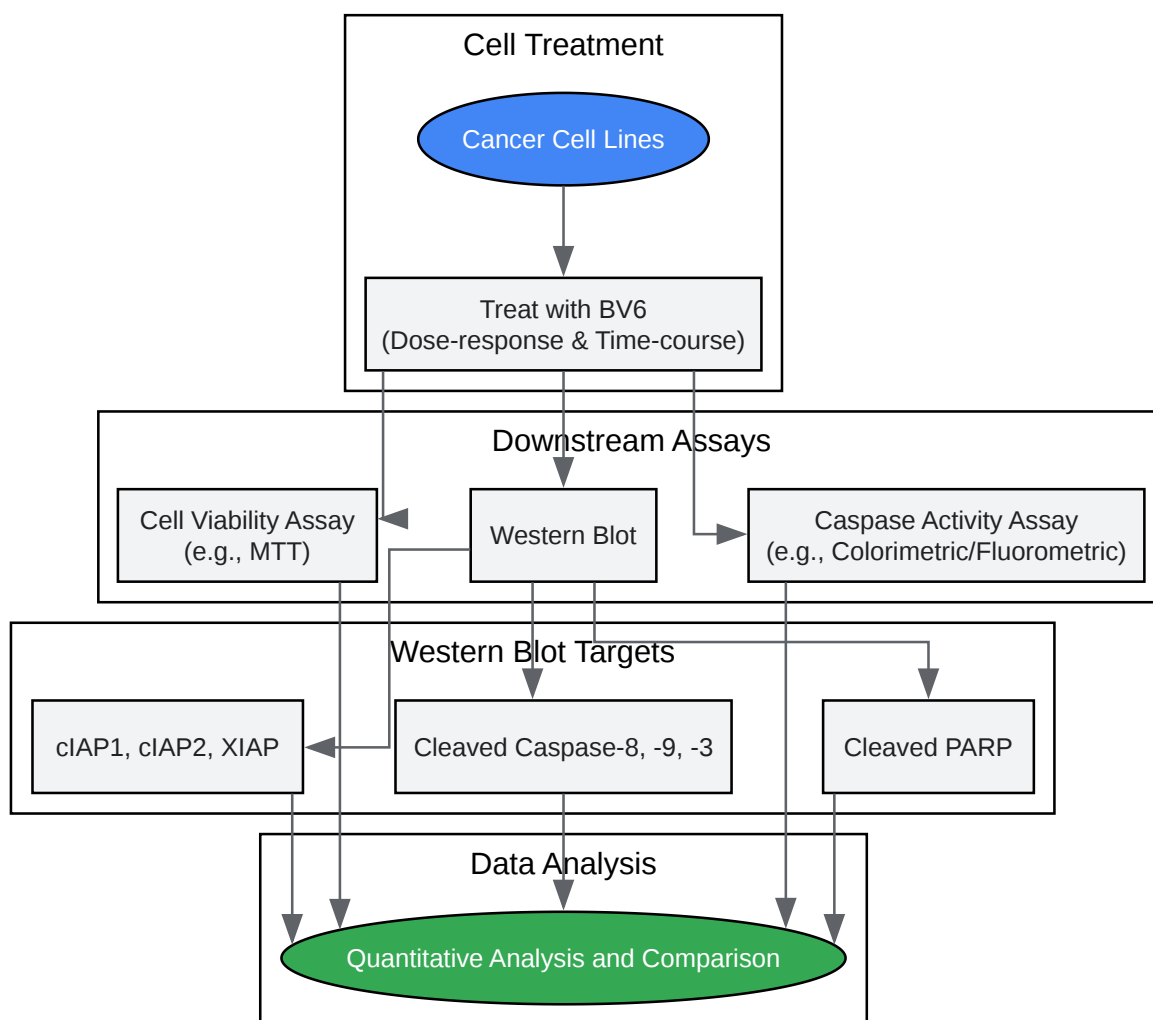 Cell Treatment
Cancer Cell Lines
Treat with BV6
(Dose-response & Time-course)
Downstream Assays
Cell Viability Assay
(e.g., MTT)
Western Blot
Caspase Activity Assay
(e.g., Colorimetric/Fluorometric)
Western Blot Targets
cIAP1, cIAP2, XIAP
Cleaved Caspase-8, -9, -3
Cleaved PARP
Data Analysis
Quantitative Analysis and Comparison